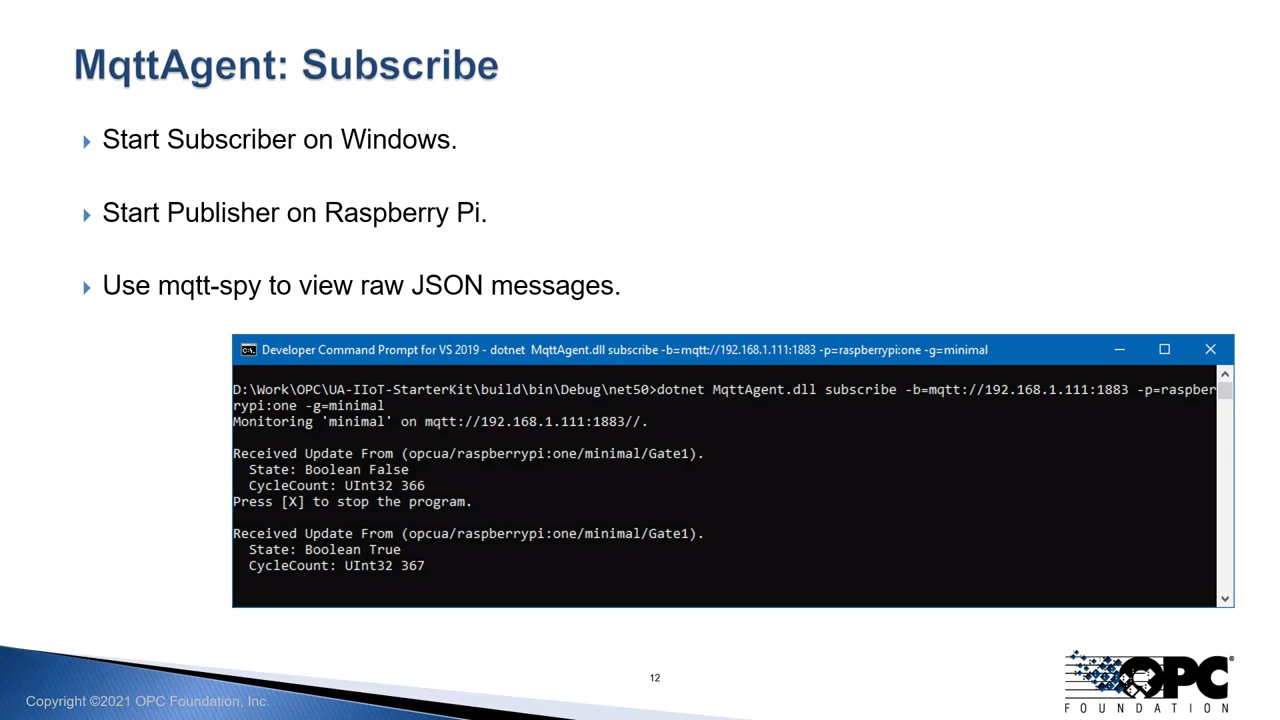 MqttAgent: Subscribe
Start Subscriber on Windows.
Start Publisher on Raspberry Pi.
Use mqtt-spy to view raw JSON messages.
Developer Command Prompt for VS 2019 - dotnet  MqttAgent.dll subscribe -b=mqtt://192.168.1.111:1883 -p=raspberrypi:one -g=minimal
D:\Work\OPC\UA-IIoT-StarterKit\build\bin\Debug\net50>dotnet MqttAgent.dll subscribe -b=mqtt://192.168.1.111:1883 -p=raspber
rypi:one -g=minimal
Monitoring 'minimal' on mqtt://192.168.1.111:1883//.
Received Update From (opcua/raspberrypi:one/minimal/Gate1).
State: Boolean False
CycleCount: UInt32 366
Press [X] to stop the program.
Received Update From (opcua/raspberrypi:one/minimal/Gate1).
State: Boolean True
CycleCount: UInt32 367
12
Copyright ©2021 OPC Foundation, Inc.
OPC®
FOUNDATION